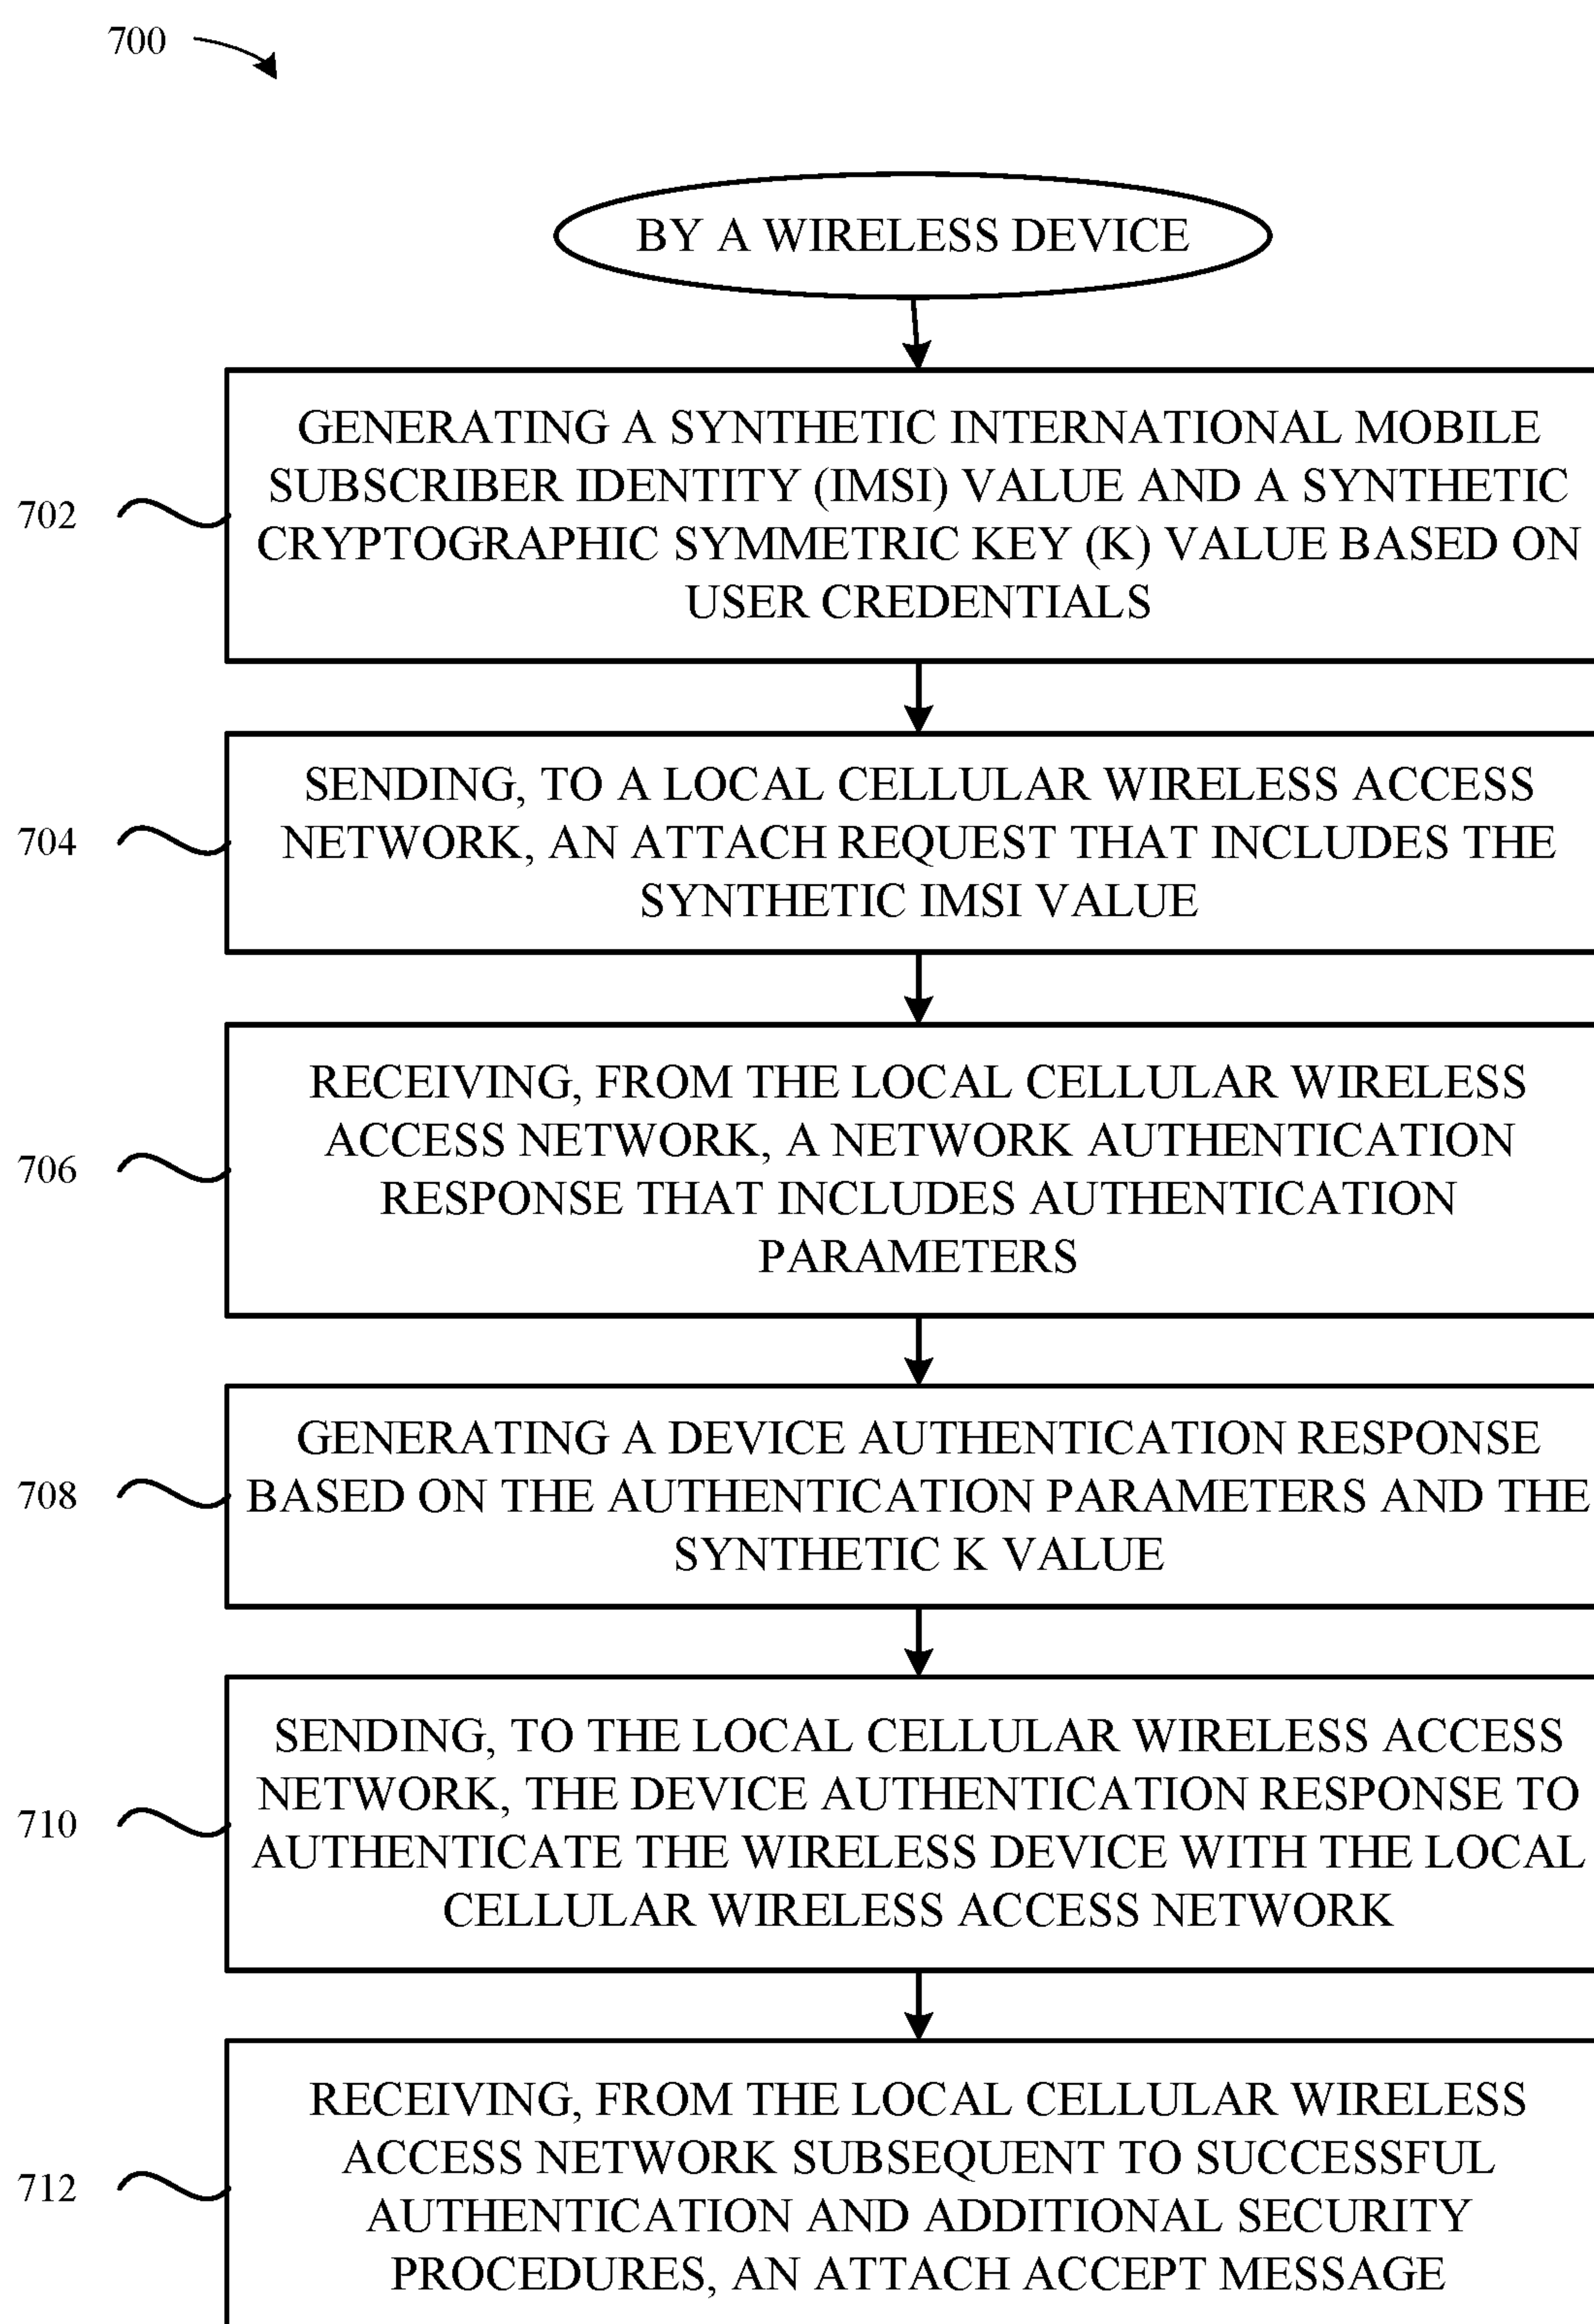 700
BY A WIRELESS DEVICE
GENERATING A SYNTHETIC INTERNATIONAL MOBILE
SUBSCRIBER IDENTITY (IMSI) VALUE AND A SYNTHETIC
702
CRYPTOGRAPHIC SYMMETRIC KEY (K) VALUE BASED ON
USER CREDENTIALS
SENDING, TO A LOCAL CELLULAR WIRELESS ACCESS
704
NETWORK, AN ATTACH REQUEST THAT INCLUDES THE
SYNTHETIC IMSI VALUE
RECEIVING, FROM THE LOCAL CELLULAR WIRELESS
ACCESS NETWORK, A NETWORK AUTHENTICATION
706
RESPONSE THAT INCLUDES AUTHENTICATION
PARAMETERS
GENERATING A DEVICE AUTHENTICATION RESPONSE
708
BASED ON THE AUTHENTICATION PARAMETERS AND THE
SYNTHETIC K VALUE
SENDING, TO THE LOCAL CELLULAR WIRELESS ACCESS
NETWORK, THE DEVICE AUTHENTICATION RESPONSE TO
710
AUTHENTICATE THE WIRELESS DEVICE WITH THE LOCAL
CELLULAR WIRELESS ACCESS NETWORK
RECEIVING, FROM THE LOCAL CELLULAR WIRELESS
ACCESS NETWORK SUBSEQUENT TO SUCCESSFUL
712
AUTHENTICATION AND ADDITIONAL SECURITY
PROCEDURES, AN ATTACH ACCEPT MESSAGE